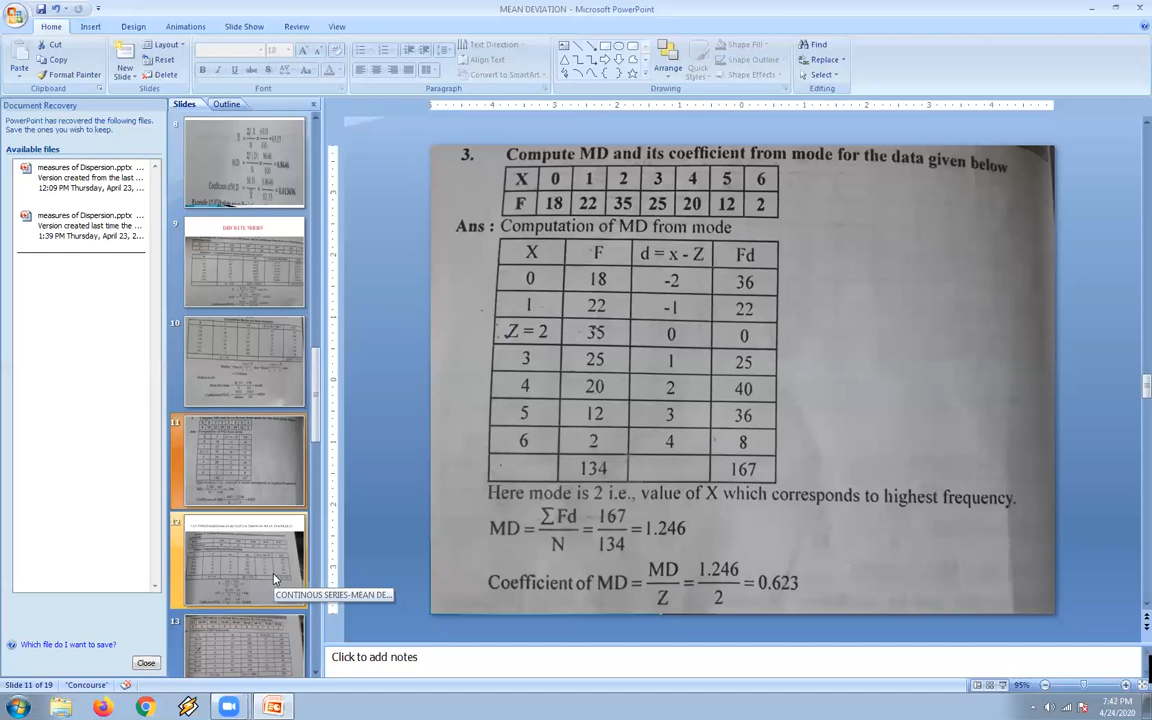 MEAN DEVIATION - Microsoft PowerPoint
Home Insert Design Animations Slide Show Review View
Paste
Cut
Copy
Format Painter
Clipboard
New Slide
Layout
Reset
Delete
Slides
18
Font
Paragraph
Text Direction
Align Text
Convert to SmartArt
Arrange
Quick Styles
Shape Fill
Shape Outline
Shape Effects
Drawing
Find
Replace
Select
Editing
Document Recovery
PowerPoint has recovered the following files.
Save the ones you wish to keep.
Available files
measures of Dispersion.pptx ...
Version created from the last ...
12:09 PM Thursday, April 23, ...
measures of Dispersion.pptx ...
Version created last time the ...
1:39 PM Thursday, April 23, 2...
Which file do I want to save?
Close
Slides Outline
8
9
DISCRETE SERIES
10
11
12
CONTINOUS SERIES-MEAN DE...
13
3. Compute MD and its coefficient from mode for the data given below
X 0 1 2 3 4 5 6
F 18 22 35 25 20 12 2
Ans : Computation of MD from mode
X F d = x - Z Fd
0 18 -2 36
1 22 -1 22
Z = 2 35 0 0
3 25 1 25
4 20 2 40
5 12 3 36
6 2 4 8
134 167
Here mode is 2 i.e., value of X which corresponds to highest frequency.
MD = ∑Fd / N = 167 / 134 = 1.246
Coefficient of MD = MD / Z = 1.246 / 2 = 0.623
Click to add notes
Slide 11 of 19 "Concourse" 95%
7:42 PM
4/24/2020